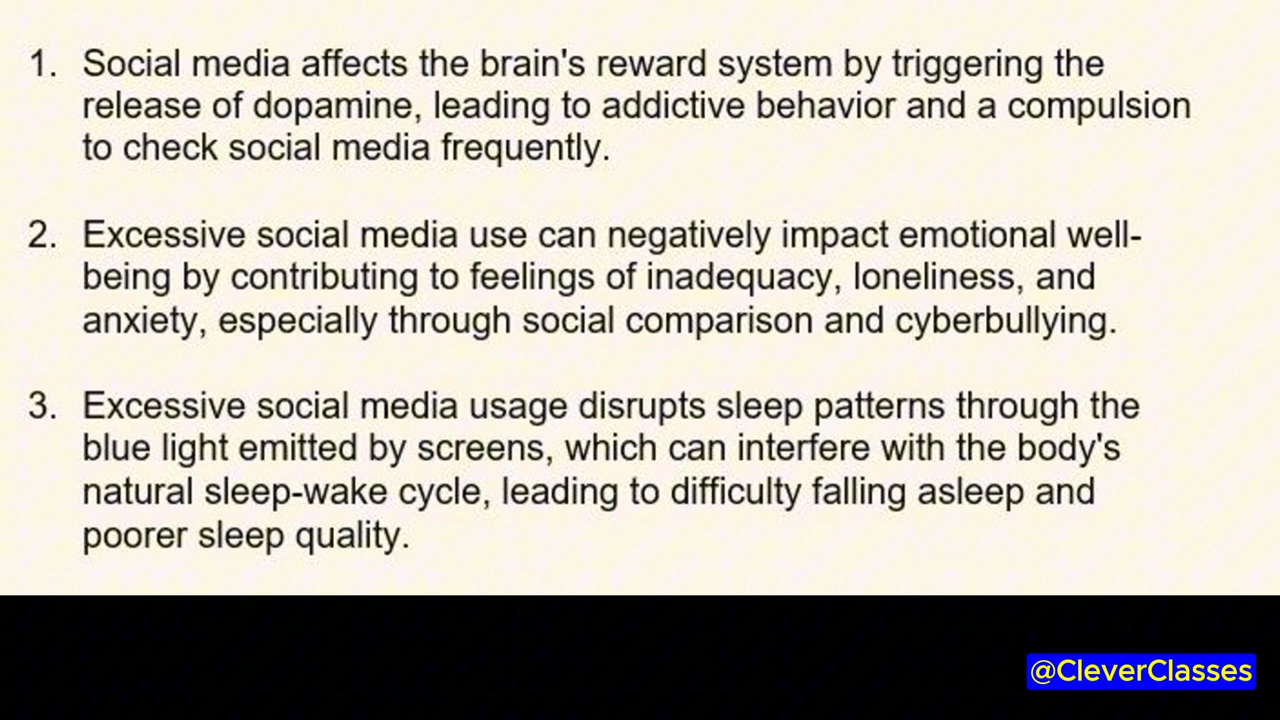 1. Social media affects the brain's reward system by triggering the
release of dopamine, leading to addictive behavior and a compulsion
to check social media frequently.
2. Excessive social media use can negatively impact emotional well-
being by contributing to feelings of inadequacy, loneliness, and
anxiety, especially through social comparison and cyberbullying.
3. Excessive social media usage disrupts sleep patterns through the
blue light emitted by screens, which can interfere with the body's
natural sleep-wake cycle, leading to difficulty falling asleep and
poorer sleep quality.
@CleverClasses